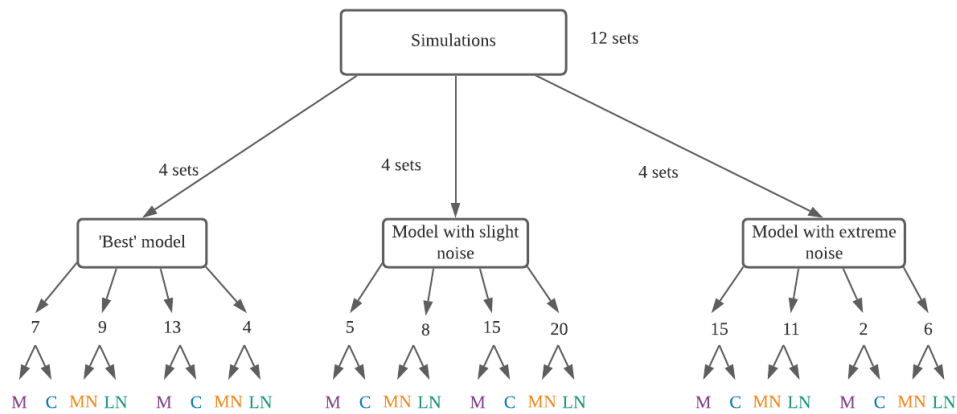 Simulations
12 sets
4 sets
4 sets
4 sets
'Best' model
Model with slight
noise
Model with extreme
noise
7 9 13 4 5 8 15 20 15 11 2 6
M C MN LN M C MN LN M C MN LN M C MN LN M C MN LN M C MN LN